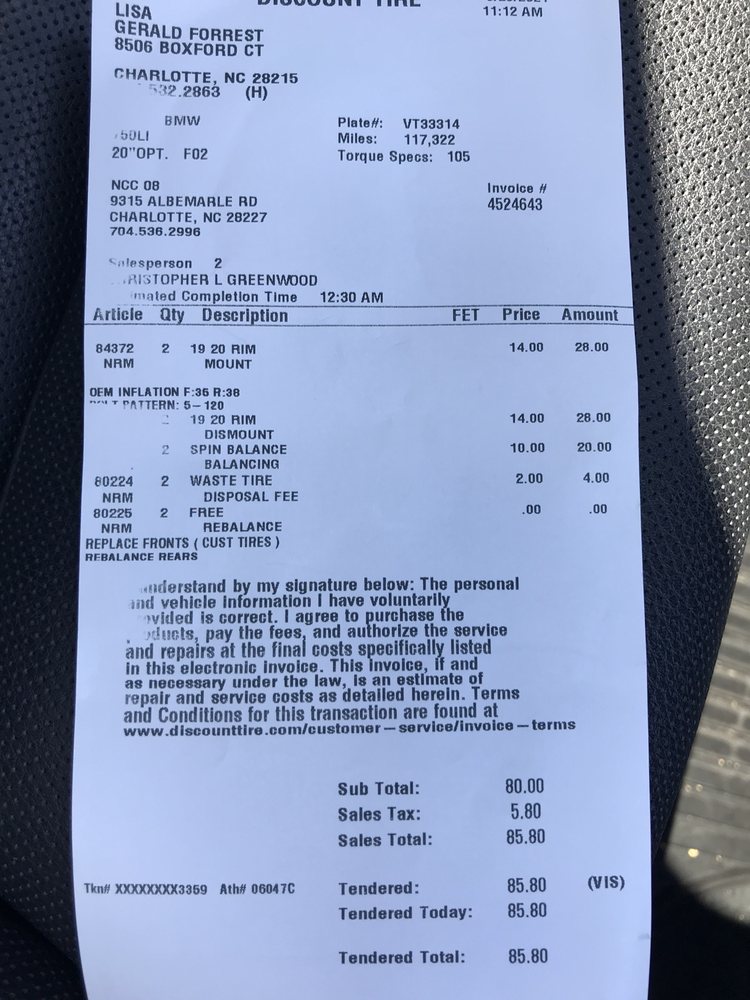 DISCOUNT TIRE
11:12 AM
LISA
GERALD FORREST
8506 BOXFORD CT
CHARLOTTE, NC 28215
532.2863 (H)
BMW
50LI
20"OPT. F02
Plate#: VT33314
Miles: 117,322
Torque Specs: 105
NCC 08
9315 ALBEMARLE RD
CHARLOTTE, NC 28227
704.536.2996
Invoice #
4524643
Salesperson 2
RISTOPHER L GREENWOOD
mated Completion Time 12:30 AM
Article Qty Description FET Price Amount
84372 2 19 20 RIM 14.00 28.00
NRM MOUNT
OEM INFLATION F:35 R:38
PATTERN: 5-120
2 19 20 RIM 14.00 28.00
DISMOUNT
2 SPIN BALANCE 10.00 20.00
BALANCING
80224 2 WASTE TIRE 2.00 4.00
NRM DISPOSAL FEE
80225 2 FREE .00 .00
NRM REBALANCE
REPLACE FRONTS ( CUST TIRES )
REBALANCE REARS
understand by my signature below: The personal
and vehicle information I have voluntarily
ovided is correct. I agree to purchase the
oducts, pay the fees, and authorize the service
and repairs at the final costs specifically listed
in this electronic invoice. This invoice, if and
as necessary under the law, is an estimate of
repair and service costs as detailed herein. Terms
and Conditions for this transaction are found at
www.discounttire.com/customer-service/invoice-terms
Sub Total: 80.00
Sales Tax: 5.80
Sales Total: 85.80
Tkn# XXXXXXXX3359 Ath# 06047C Tendered: 85.80 (VIS)
Tendered Today: 85.80
Tendered Total: 85.80